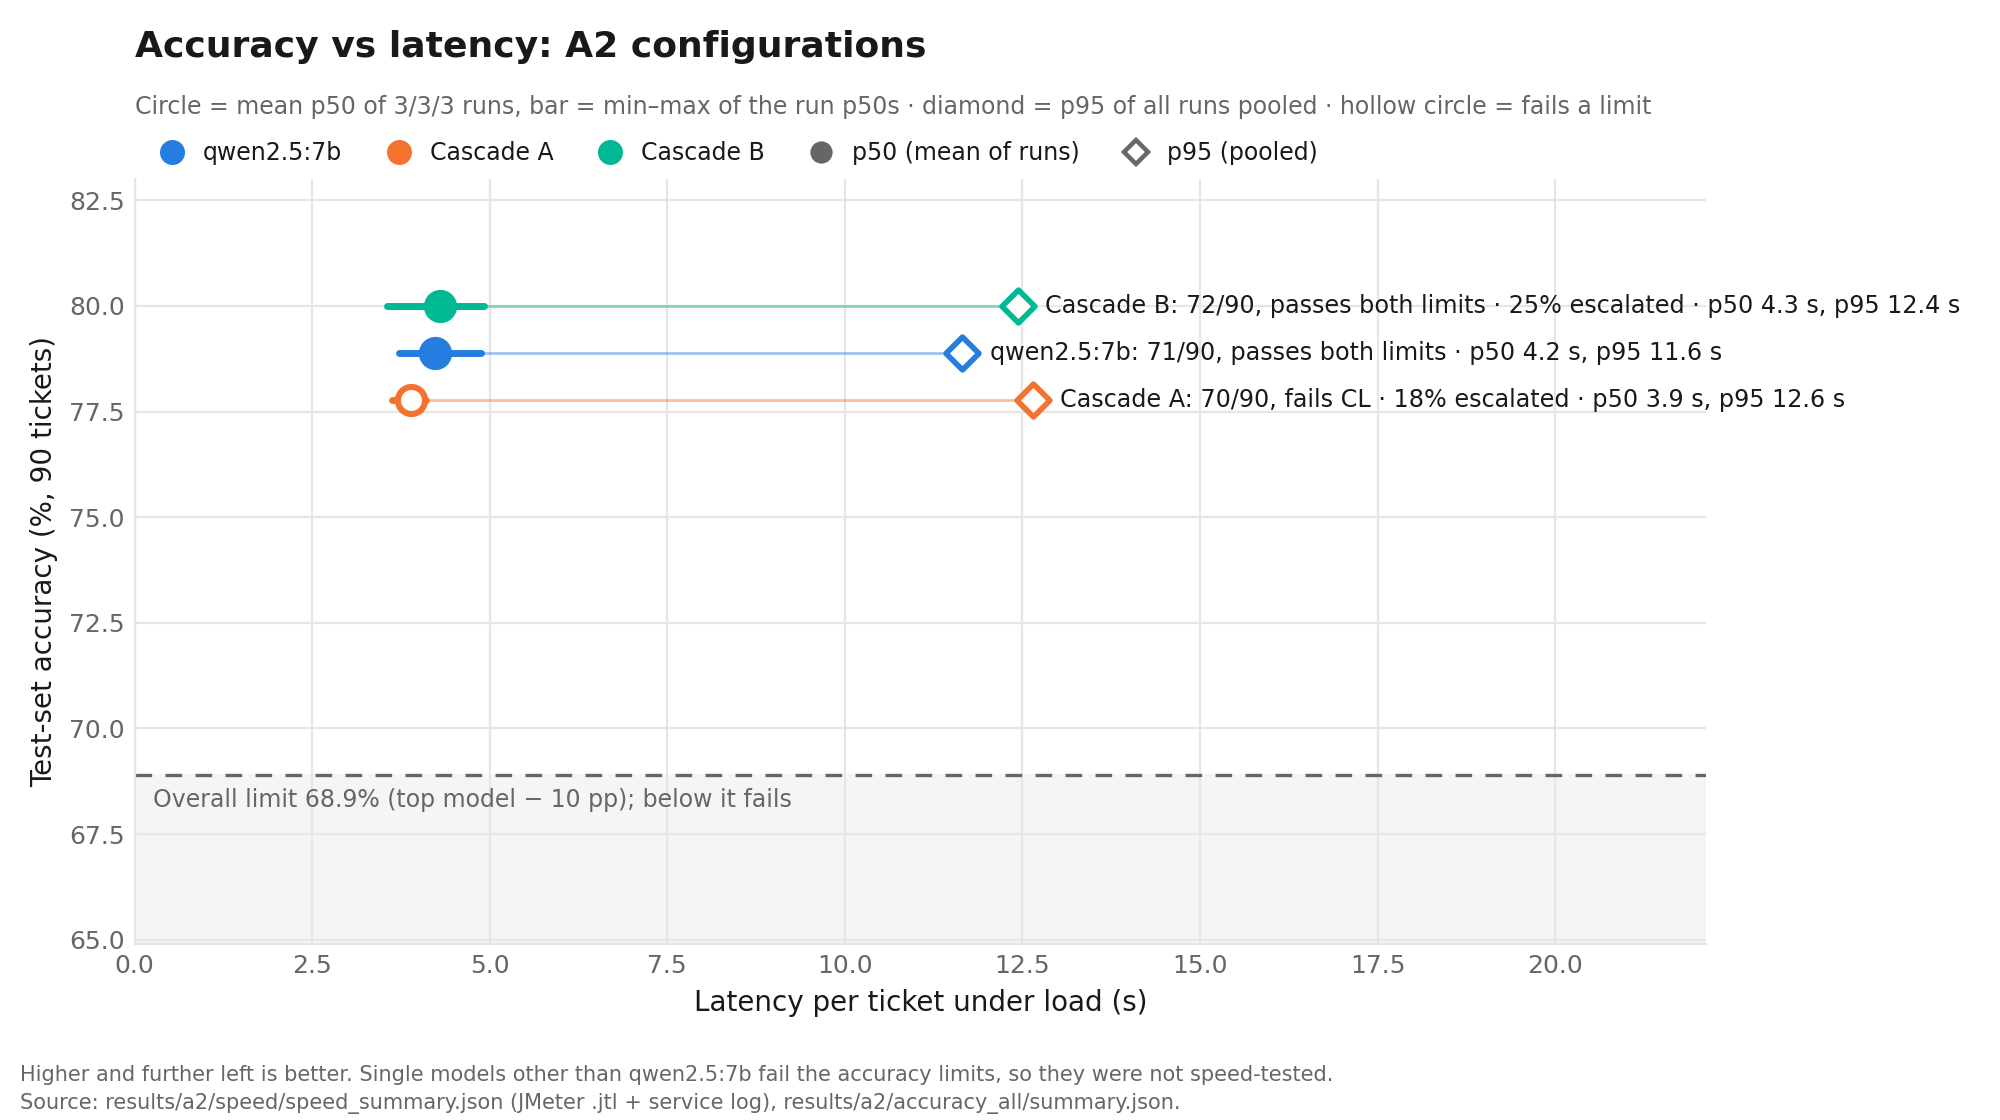 Accuracy vs latency: A2 configurations
Circle = mean p50 of 3/3/3 runs, bar = min–max of the run p50s · diamond = p95 of all runs pooled · hollow circle = fails a limit
qwen2.5:7b Cascade A Cascade B p50 (mean of runs) p95 (pooled)
82.5
80.0
77.5
75.0
72.5
70.0
67.5
65.0
Test-set accuracy (%, 90 tickets)
Cascade B: 72/90, passes both limits · 25% escalated · p50 4.3 s, p95 12.4 s
qwen2.5:7b: 71/90, passes both limits · p50 4.2 s, p95 11.6 s
Cascade A: 70/90, fails CL · 18% escalated · p50 3.9 s, p95 12.6 s
Overall limit 68.9% (top model − 10 pp); below it fails
0.0 2.5 5.0 7.5 10.0 12.5 15.0 17.5 20.0
Latency per ticket under load (s)
Higher and further left is better. Single models other than qwen2.5:7b fail the accuracy limits, so they were not speed-tested.
Source: results/a2/speed/speed_summary.json (JMeter .jtl + service log), results/a2/accuracy_all/summary.json.